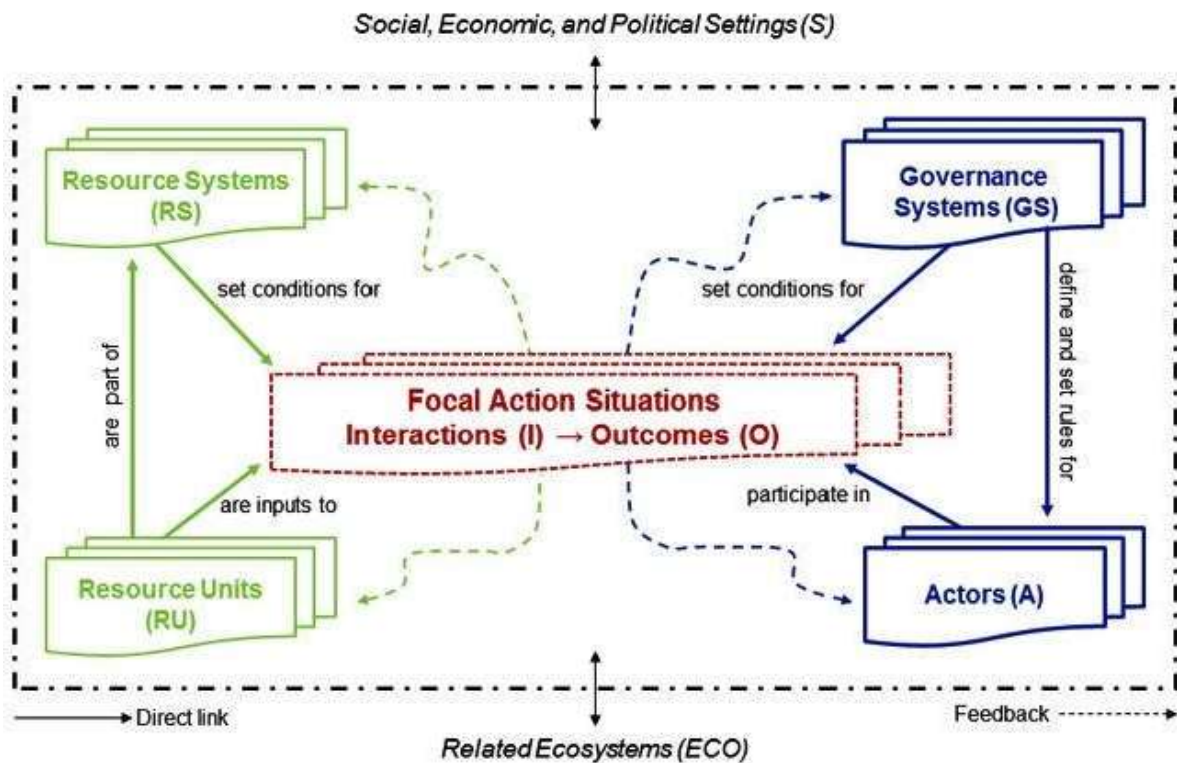 Social, Economic, and Political Settings (S)
Resource Systems
(RS)
Governance
Systems (GS)
set conditions for
set conditions for
are part of
define and set rules for
Focal Action Situations
Interactions (I) → Outcomes (O)
are inputs to
participate in
Resource Units
(RU)
Actors (A)
Direct link
Feedback
Related Ecosystems (ECO)